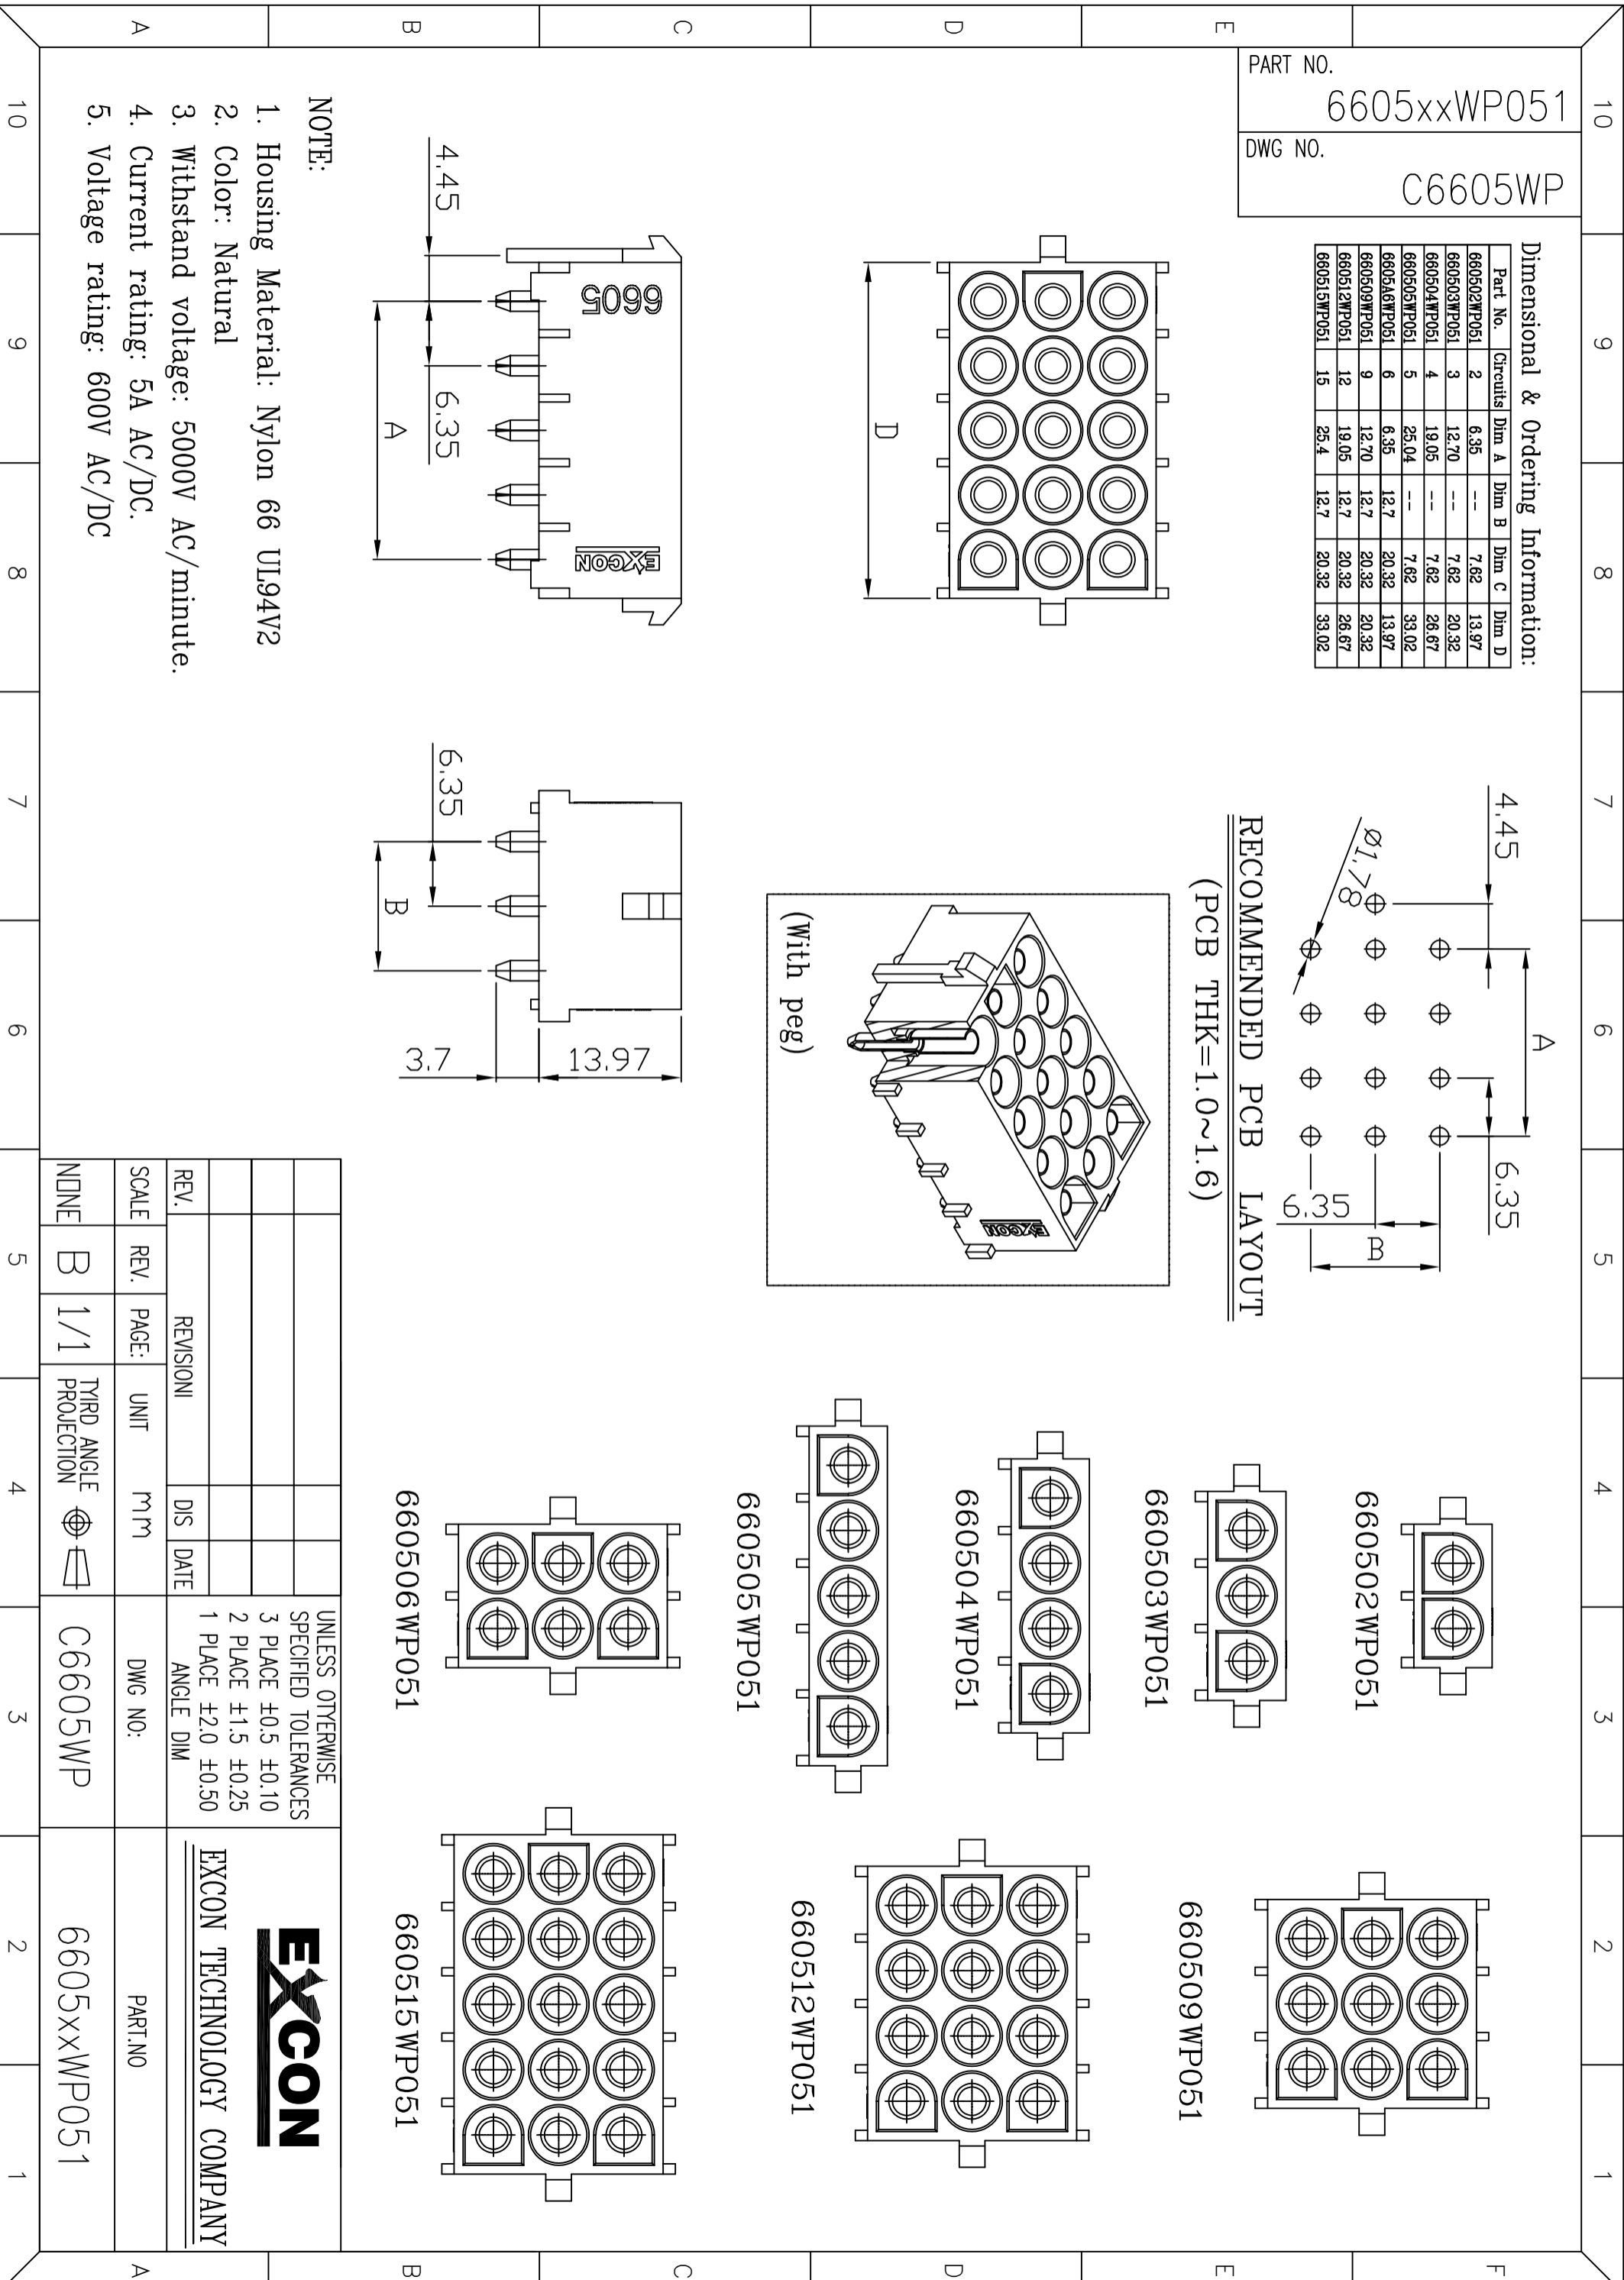 10 9 8 7 6 5 4 3 2 1
PART NO.
6605xxWP051
DWG NO.
C6605WP
Dimensional & Ordering Information:
Part No. Circuits Dim A Dim B Dim C Dim D
660502WP051 2 6.35 -- 7.62 13.97
660503WP051 3 12.70 -- 7.62 20.32
660504WP051 4 19.05 -- 7.62 26.67
660505WP051 5 25.04 -- 7.62 33.02
6605A6WP051 6 6.35 12.7 20.32 13.97
660509WP051 9 12.70 12.7 20.32 20.32
660512WP051 12 19.05 12.7 20.32 26.67
660515WP051 15 25.4 12.7 20.32 33.02
A
4.45
6.35
Ø1.78
6.35
B
RECOMMENDED PCB LAYOUT
(PCB THK=1.0~1.6)
EXCON
(With peg)
D
6605
EXCON
4.45
6.35
A
6.35
B
3.7
13.97
660502WP051
660503WP051
660504WP051
660505WP051
660506WP051
660509WP051
660512WP051
660515WP051
NOTE:
1. Housing Material: Nylon 66 UL94V2
2. Color: Natural
3. Withstand voltage: 5000V AC/minute.
4. Current rating: 5A AC/DC.
5. Voltage rating: 600V AC/DC
REV. REVISIONI DIS DATE
UNLESS OTYERWISE
SPECIFIED TOLERANCES
3 PLACE ±0.5 ±0.10
2 PLACE ±1.5 ±0.25
1 PLACE ±2.0 ±0.50
ANGLE DIM
EXCON
EXCON TECHNOLOGY COMPANY
SCALE REV. PAGE: UNIT mm DWG NO: PART.NO
NONE B 1/1 TYIRD ANGLE
PROJECTION
C6605WP
6605xxWP051
E D C B A
F E D C B A
10 9 8 7 6 5 4 3 2 1